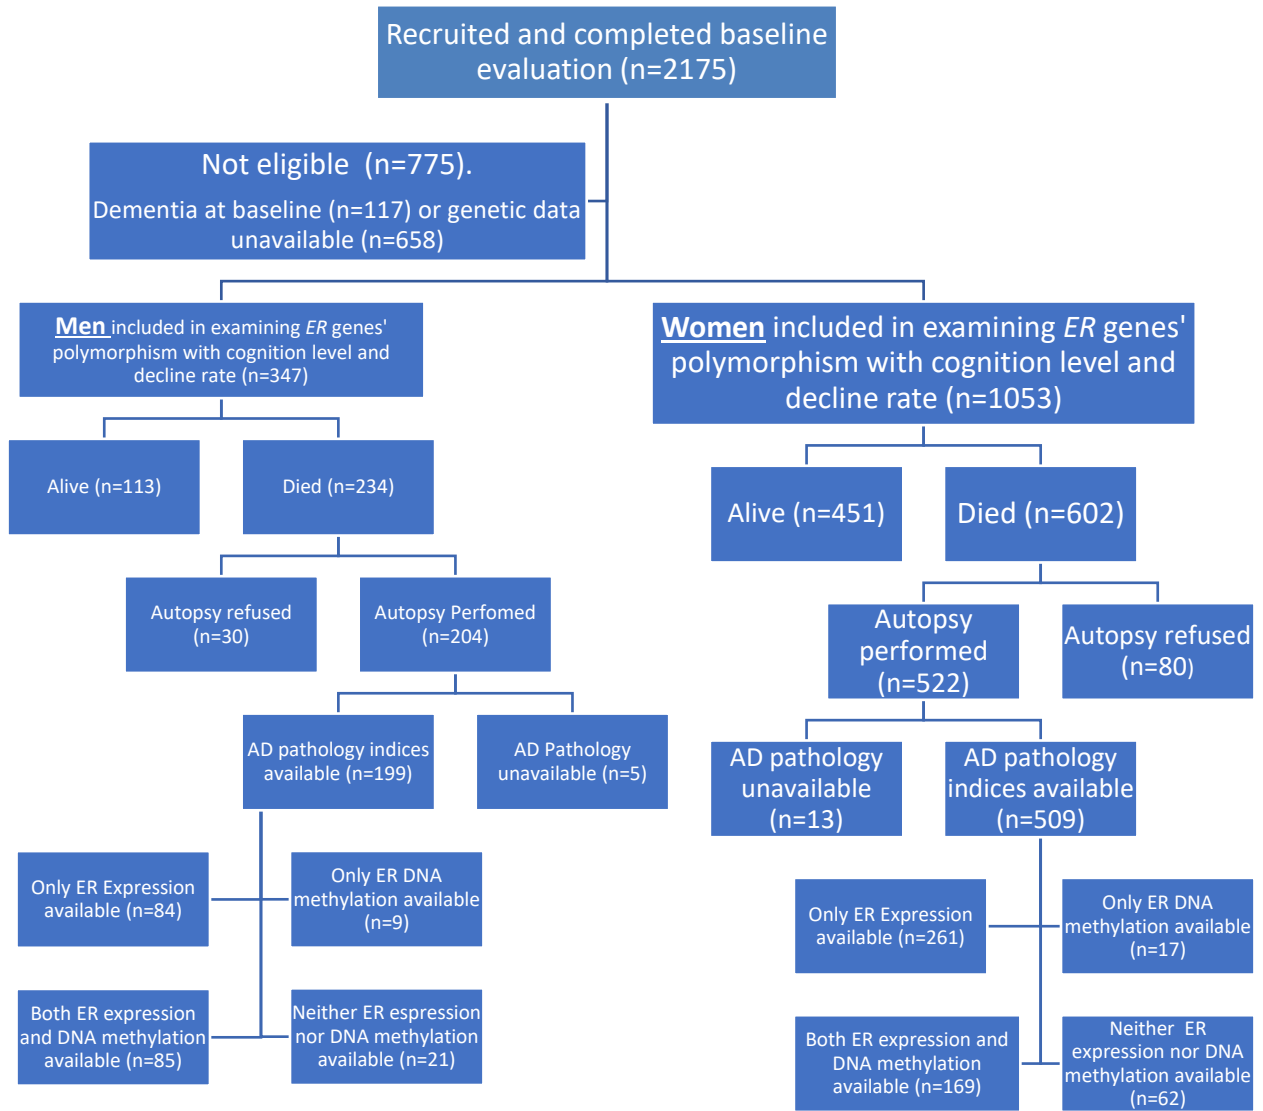 Recruited and completed baseline
evaluation (n=2175)
Not eligible (n=775).
Dementia at baseline (n=117) or genetic data
unavailable (n=658)
Men included in examining ER genes'
polymorphism with cognition level and
decline rate (n=347)
Women included in examining ER genes'
polymorphism with cognition level and
decline rate (n=1053)
Alive (n=113)
Died (n=234)
Alive (n=451)
Died (n=602)
Autopsy refused
(n=30)
Autopsy Perfomed
(n=204)
Autopsy
performed
(n=522)
Autopsy refused
(n=80)
AD pathology indices
available (n=199)
AD Pathology
unavailable (n=5)
AD pathology
unavailable
(n=13)
AD pathology
indices available
(n=509)
Only ER Expression
available (n=84)
Only ER DNA
methylation available
(n=9)
Only ER Expression
available (n=261)
Only ER DNA
methylation available
(n=17)
Both ER expression
and DNA methylation
available (n=85)
Neither ER espression
nor DNA methylation
available (n=21)
Both ER expression and
DNA methylation
available (n=169)
Neither ER
expression nor DNA
methylation available
(n=62)